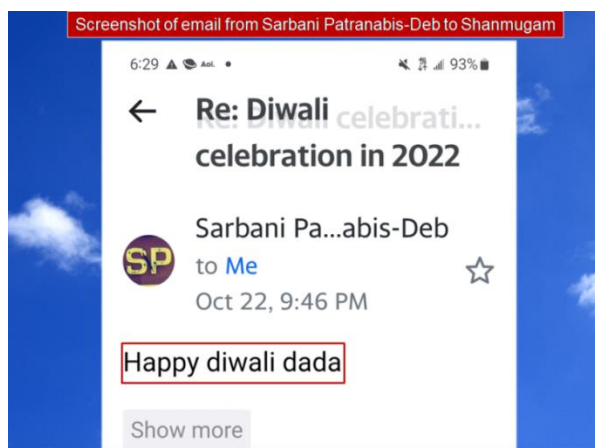 Screenshot of email from Sarbani Patranabis-Deb to Shanmugam
6:29 Aol. 93%
Re: Diwali celebrati...
celebration in 2022
Sarbani Pa...abis-Deb
SP
to Me
Oct 22, 9:46 PM
Happy diwali dada
Show more